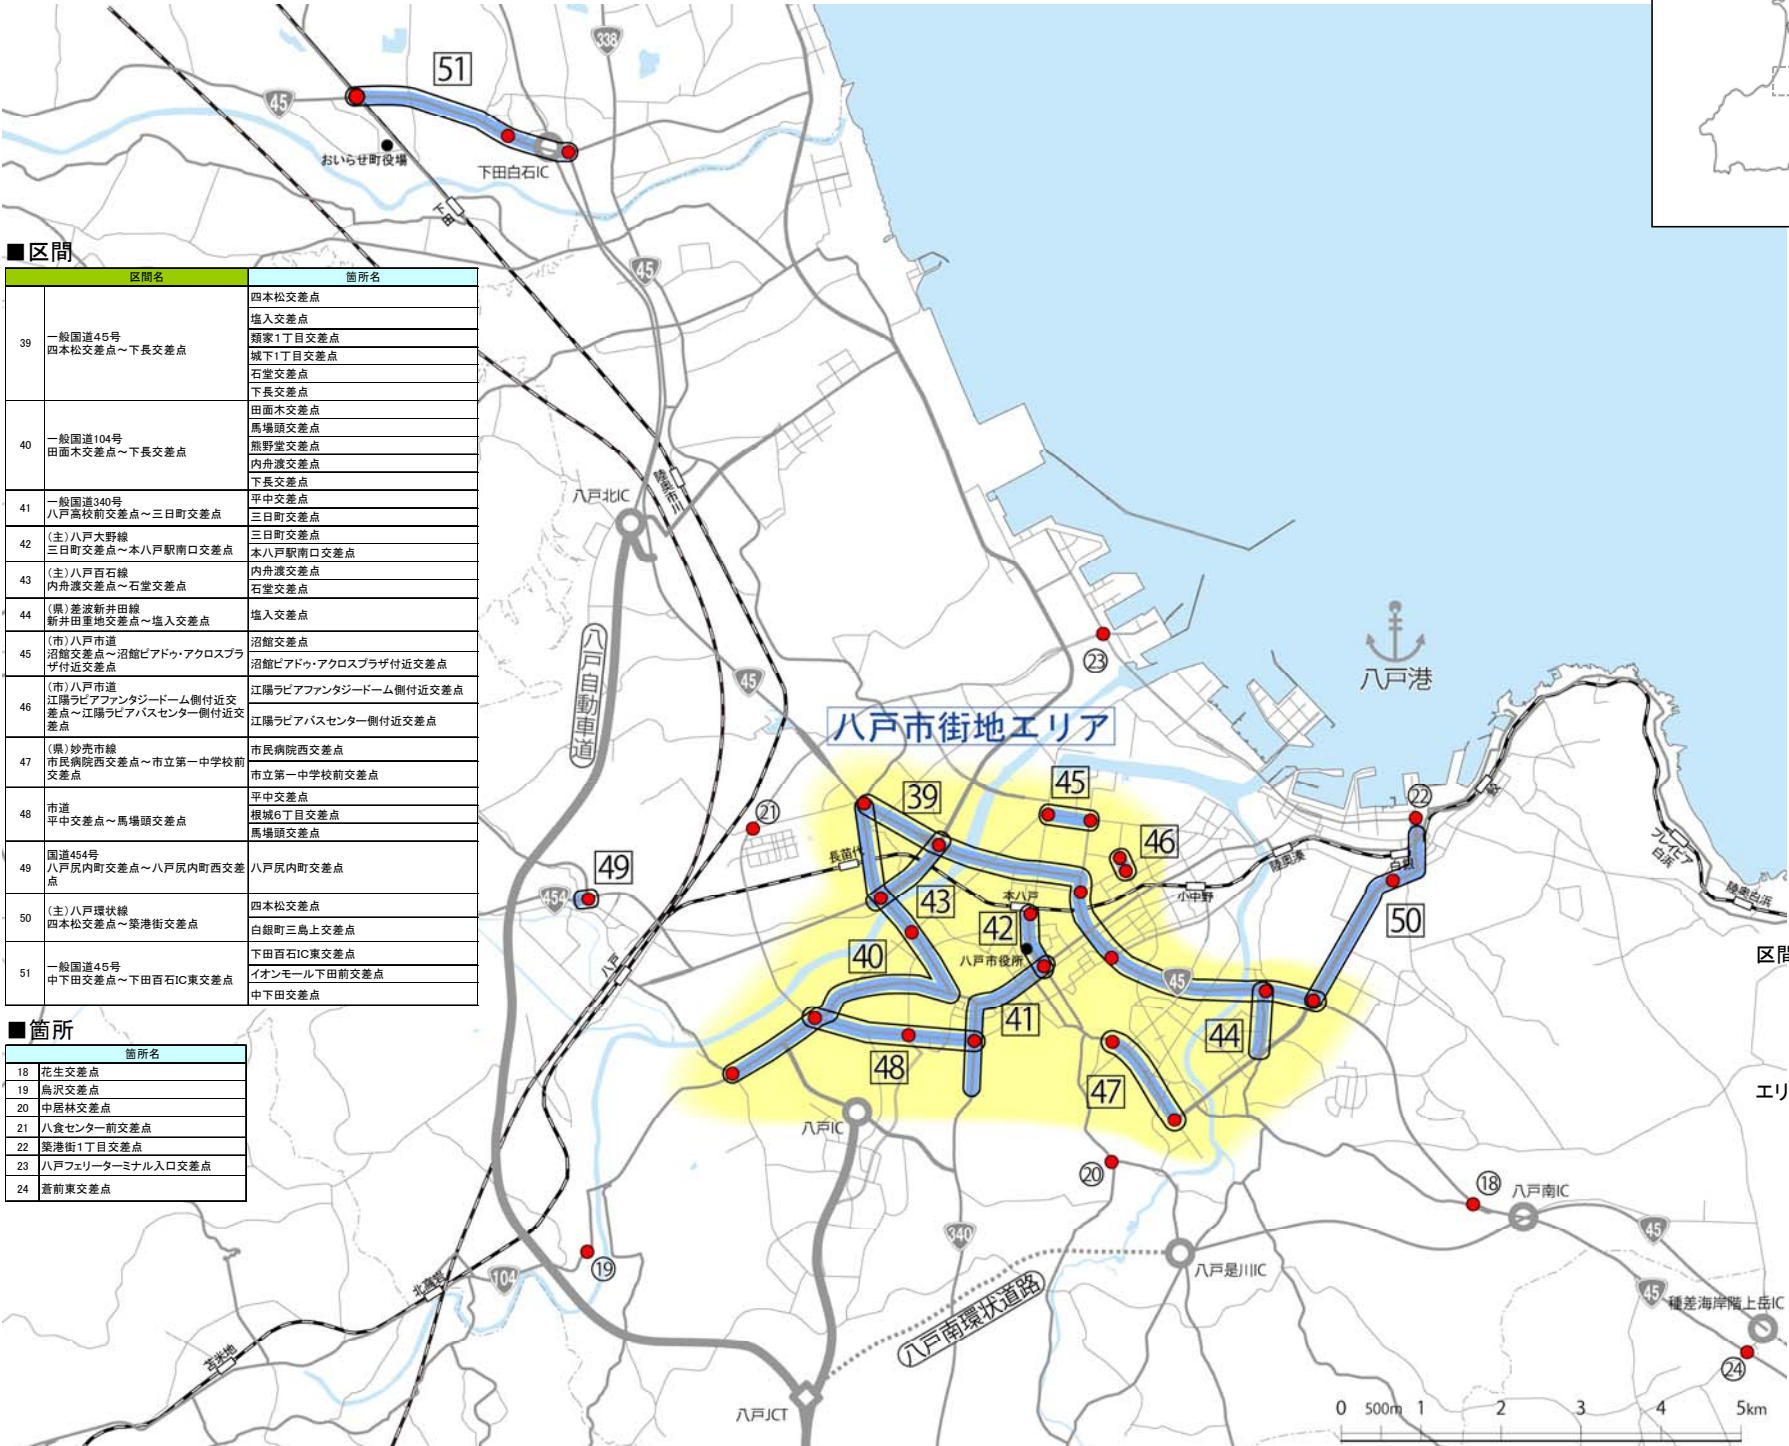 338
51
45
おいらせ町役場
下田白石IC
下田
■区間
区間名 箇所名
39 一般国道45号
四本松交差点～下長交差点
四本松交差点
塩入交差点
類家1丁目交差点
城下1丁目交差点
石堂交差点
下長交差点
40 一般国道104号
田面木交差点～下長交差点
田面木交差点
馬場頭交差点
熊野堂交差点
内舟渡交差点
下長交差点
41 一般国道340号
八戸高校前交差点～三日町交差点
平中交差点
三日町交差点
42 (主)八戸大野線
三日町交差点～本八戸駅南口交差点
三日町交差点
本八戸駅南口交差点
43 (主)八戸百石線
内舟渡交差点～石堂交差点
内舟渡交差点
石堂交差点
44 (県)差波新井田線
新井田重地交差点～塩入交差点
塩入交差点
45 (市)八戸市道
沼館交差点～沼館ピアドゥ・アクロスプラ
ザ付近交差点
沼館交差点
沼館ピアドゥ・アクロスプラザ付近交差点
46 (市)八戸市道
江陽ラピアファンタジードーム側付近交
差点～江陽ラピアバスセンター側付近交
差点
江陽ラピアファンタジードーム側付近交差点
江陽ラピアバスセンター側付近交差点
47 (県)妙売市線
市民病院西交差点～市立第一中学校前
交差点
市民病院西交差点
市立第一中学校前交差点
48 市道
平中交差点～馬場頭交差点
平中交差点
根城6丁目交差点
馬場頭交差点
49 国道454号
八戸尻内町交差点～八戸尻内町西交差
点
八戸尻内町交差点
50 (主)八戸環状線
四本松交差点～築港街交差点
四本松交差点
白銀町三島上交差点
51 一般国道45号
中下田交差点～下田百石IC東交差点
下田百石IC東交差点
イオンモール下田前交差点
中下田交差点
■箇所
箇所名
18 花生交差点
19 烏沢交差点
20 中居林交差点
21 八食センター前交差点
22 築港街1丁目交差点
23 八戸フェリーターミナル入口交差点
24 蒼前東交差点
45
陸奥市川
八戸北IC
八戸自動車道
45
23
八戸港
八戸市街地エリア
39
45
46
21
22
鮫
長苗代
陸奥湊
白銀
プレイピア
白浜
陸奥白浜
49
454
43
本八戸
小中野
42
50
八戸市役所
40
八戸
45
41
44
48
47
八戸IC
20
18
八戸南IC
340
45
八戸是川IC
19
104
北高岩
45
種差海岸階上岳IC
八戸南環状道路
苫米地
24
八戸JCT
0 500m 1 2 3 4 5km
区間
エリ